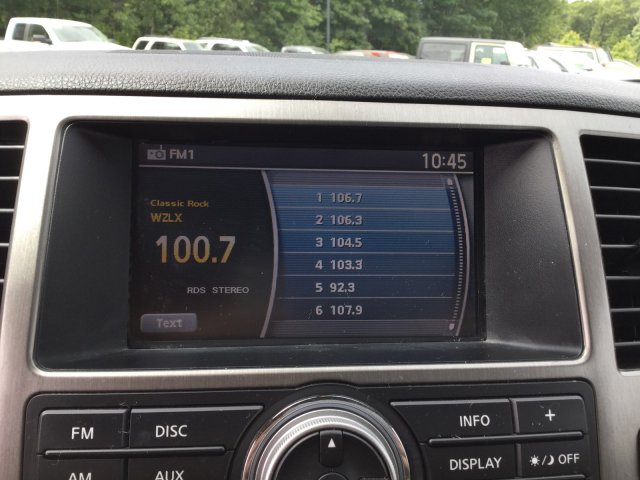 FM1
10:45
Classic Rock
WZLX
100.7
RDS STEREO
Text
1 106.7
2 106.3
3 104.5
4 103.3
5 92.3
6 107.9
FM
DISC
AM
AUX
INFO
+
DISPLAY
OFF